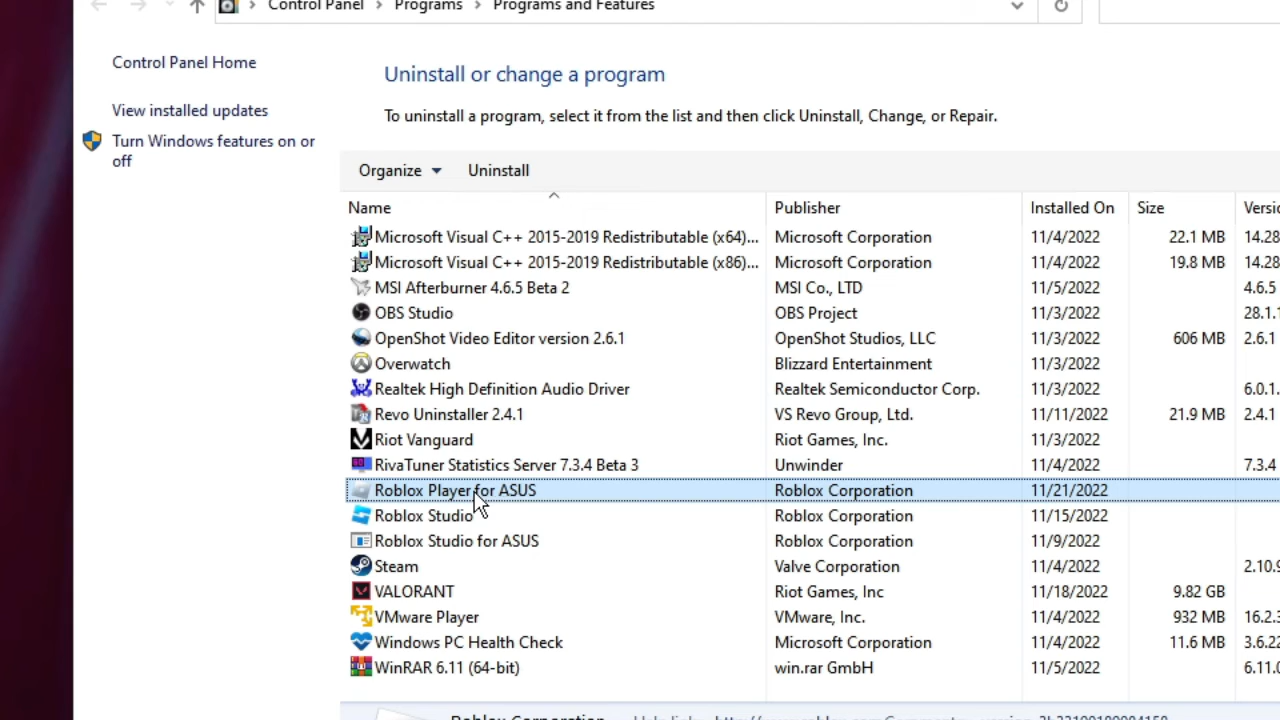 Control Panel > Programs > Programs and Features
Control Panel Home
View installed updates
Turn Windows features on or
off
Uninstall or change a program
To uninstall a program, select it from the list and then click Uninstall, Change, or Repair.
Organize Uninstall
Name Publisher Installed On Size Versio
Microsoft Visual C++ 2015-2019 Redistributable (x64)... Microsoft Corporation 11/4/2022 22.1 MB 14.28
Microsoft Visual C++ 2015-2019 Redistributable (x86)... Microsoft Corporation 11/4/2022 19.8 MB 14.28
MSI Afterburner 4.6.5 Beta 2 MSI Co., LTD 11/5/2022 4.6.5
OBS Studio OBS Project 11/3/2022 28.1.1
OpenShot Video Editor version 2.6.1 OpenShot Studios, LLC 11/3/2022 606 MB 2.6.1
Overwatch Blizzard Entertainment 11/3/2022
Realtek High Definition Audio Driver Realtek Semiconductor Corp. 11/3/2022 6.0.1.
Revo Uninstaller 2.4.1 VS Revo Group, Ltd. 11/11/2022 21.9 MB 2.4.1
Riot Vanguard Riot Games, Inc. 11/3/2022
RivaTuner Statistics Server 7.3.4 Beta 3 Unwinder 11/4/2022 7.3.4
Roblox Player for ASUS Roblox Corporation 11/21/2022
Roblox Studio Roblox Corporation 11/15/2022
Roblox Studio for ASUS Roblox Corporation 11/9/2022
Steam Valve Corporation 11/4/2022 2.10.9
VALORANT Riot Games, Inc 11/18/2022 9.82 GB
VMware Player VMware, Inc. 11/4/2022 932 MB 16.2.3
Windows PC Health Check Microsoft Corporation 11/4/2022 11.6 MB 3.6.22
WinRAR 6.11 (64-bit) win.rar GmbH 11/5/2022 6.11.0
Roblox Corporation